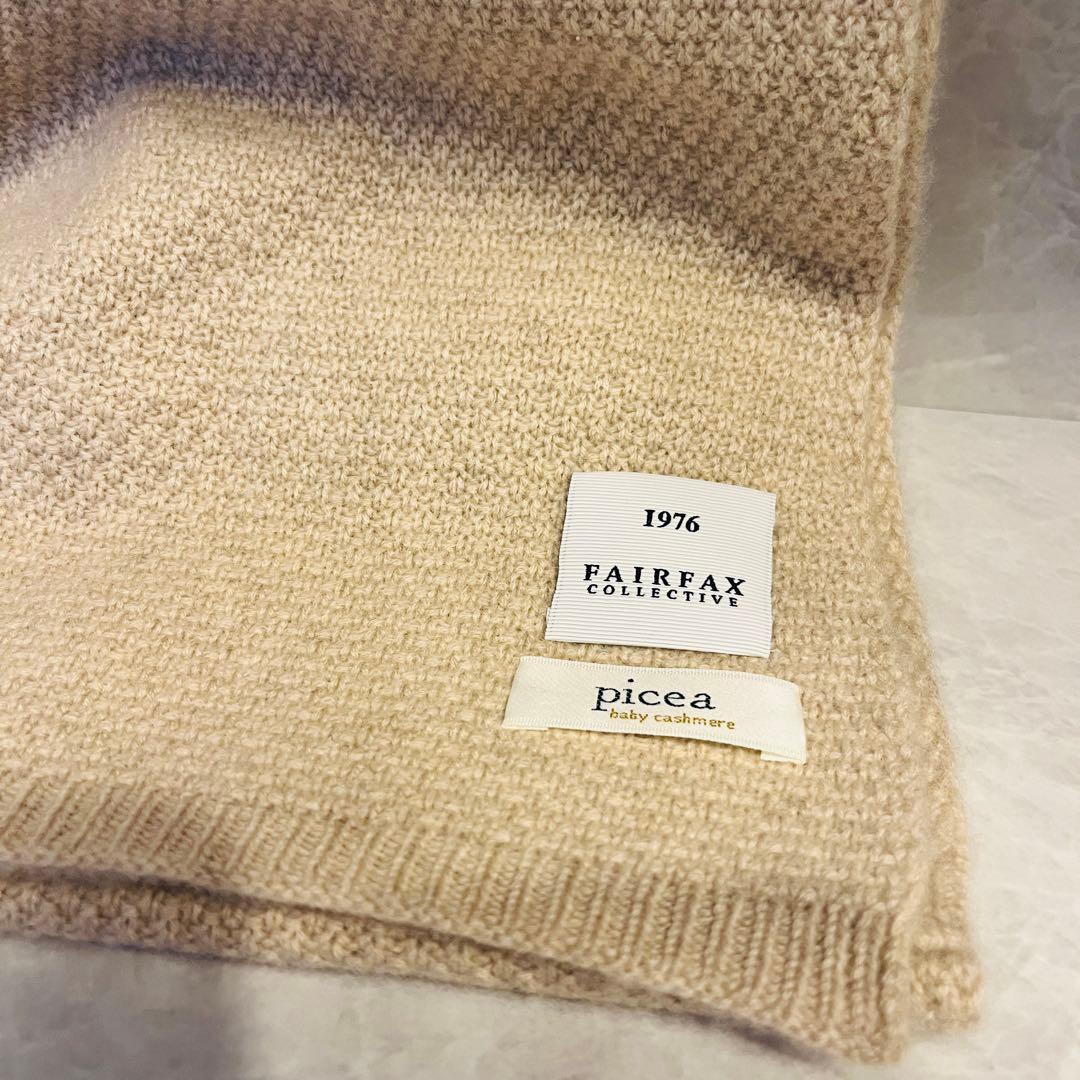 1976
FAIRFAX
COLLECTIVE
picea
baby cashmere